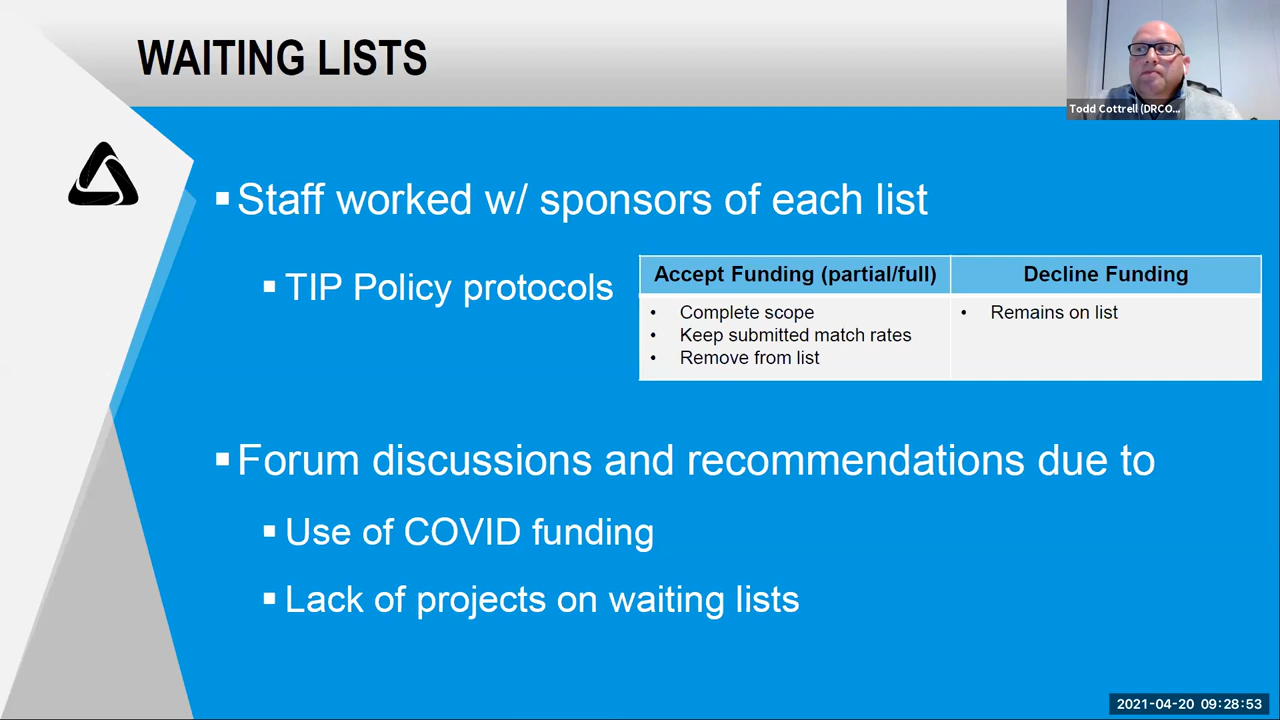 WAITING LISTS
Todd Cottrell (DRCO...
▪ Staff worked w/ sponsors of each list
▪ TIP Policy protocols
Accept Funding (partial/full)
Decline Funding
• Complete scope
• Keep submitted match rates
• Remove from list
• Remains on list
▪ Forum discussions and recommendations due to
▪ Use of COVID funding
▪ Lack of projects on waiting lists
2021-04-20 09:28:53